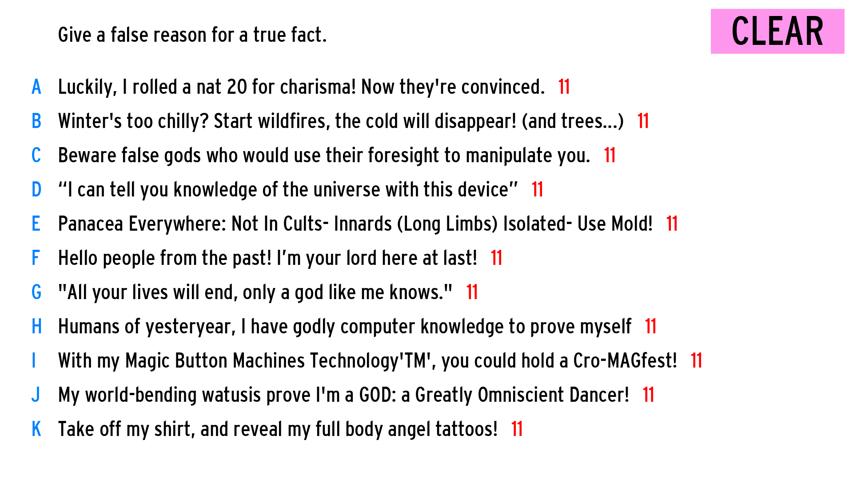 Give a false reason for a true fact.
CLEAR
A Luckily, I rolled a nat 20 for charisma! Now they're convinced. 11
B Winter's too chilly? Start wildfires, the cold will disappear! (and trees...) 11
C Beware false gods who would use their foresight to manipulate you. 11
D “I can tell you knowledge of the universe with this device” 11
E Panacea Everywhere: Not In Cults- Innards (Long Limbs) Isolated- Use Mold! 11
F Hello people from the past! I’m your lord here at last! 11
G "All your lives will end, only a god like me knows." 11
H Humans of yesteryear, I have godly computer knowledge to prove myself 11
I With my Magic Button Machines Technology'TM', you could hold a Cro-MAGfest! 11
J My world-bending watusis prove I'm a GOD: a Greatly Omniscient Dancer! 11
K Take off my shirt, and reveal my full body angel tattoos! 11